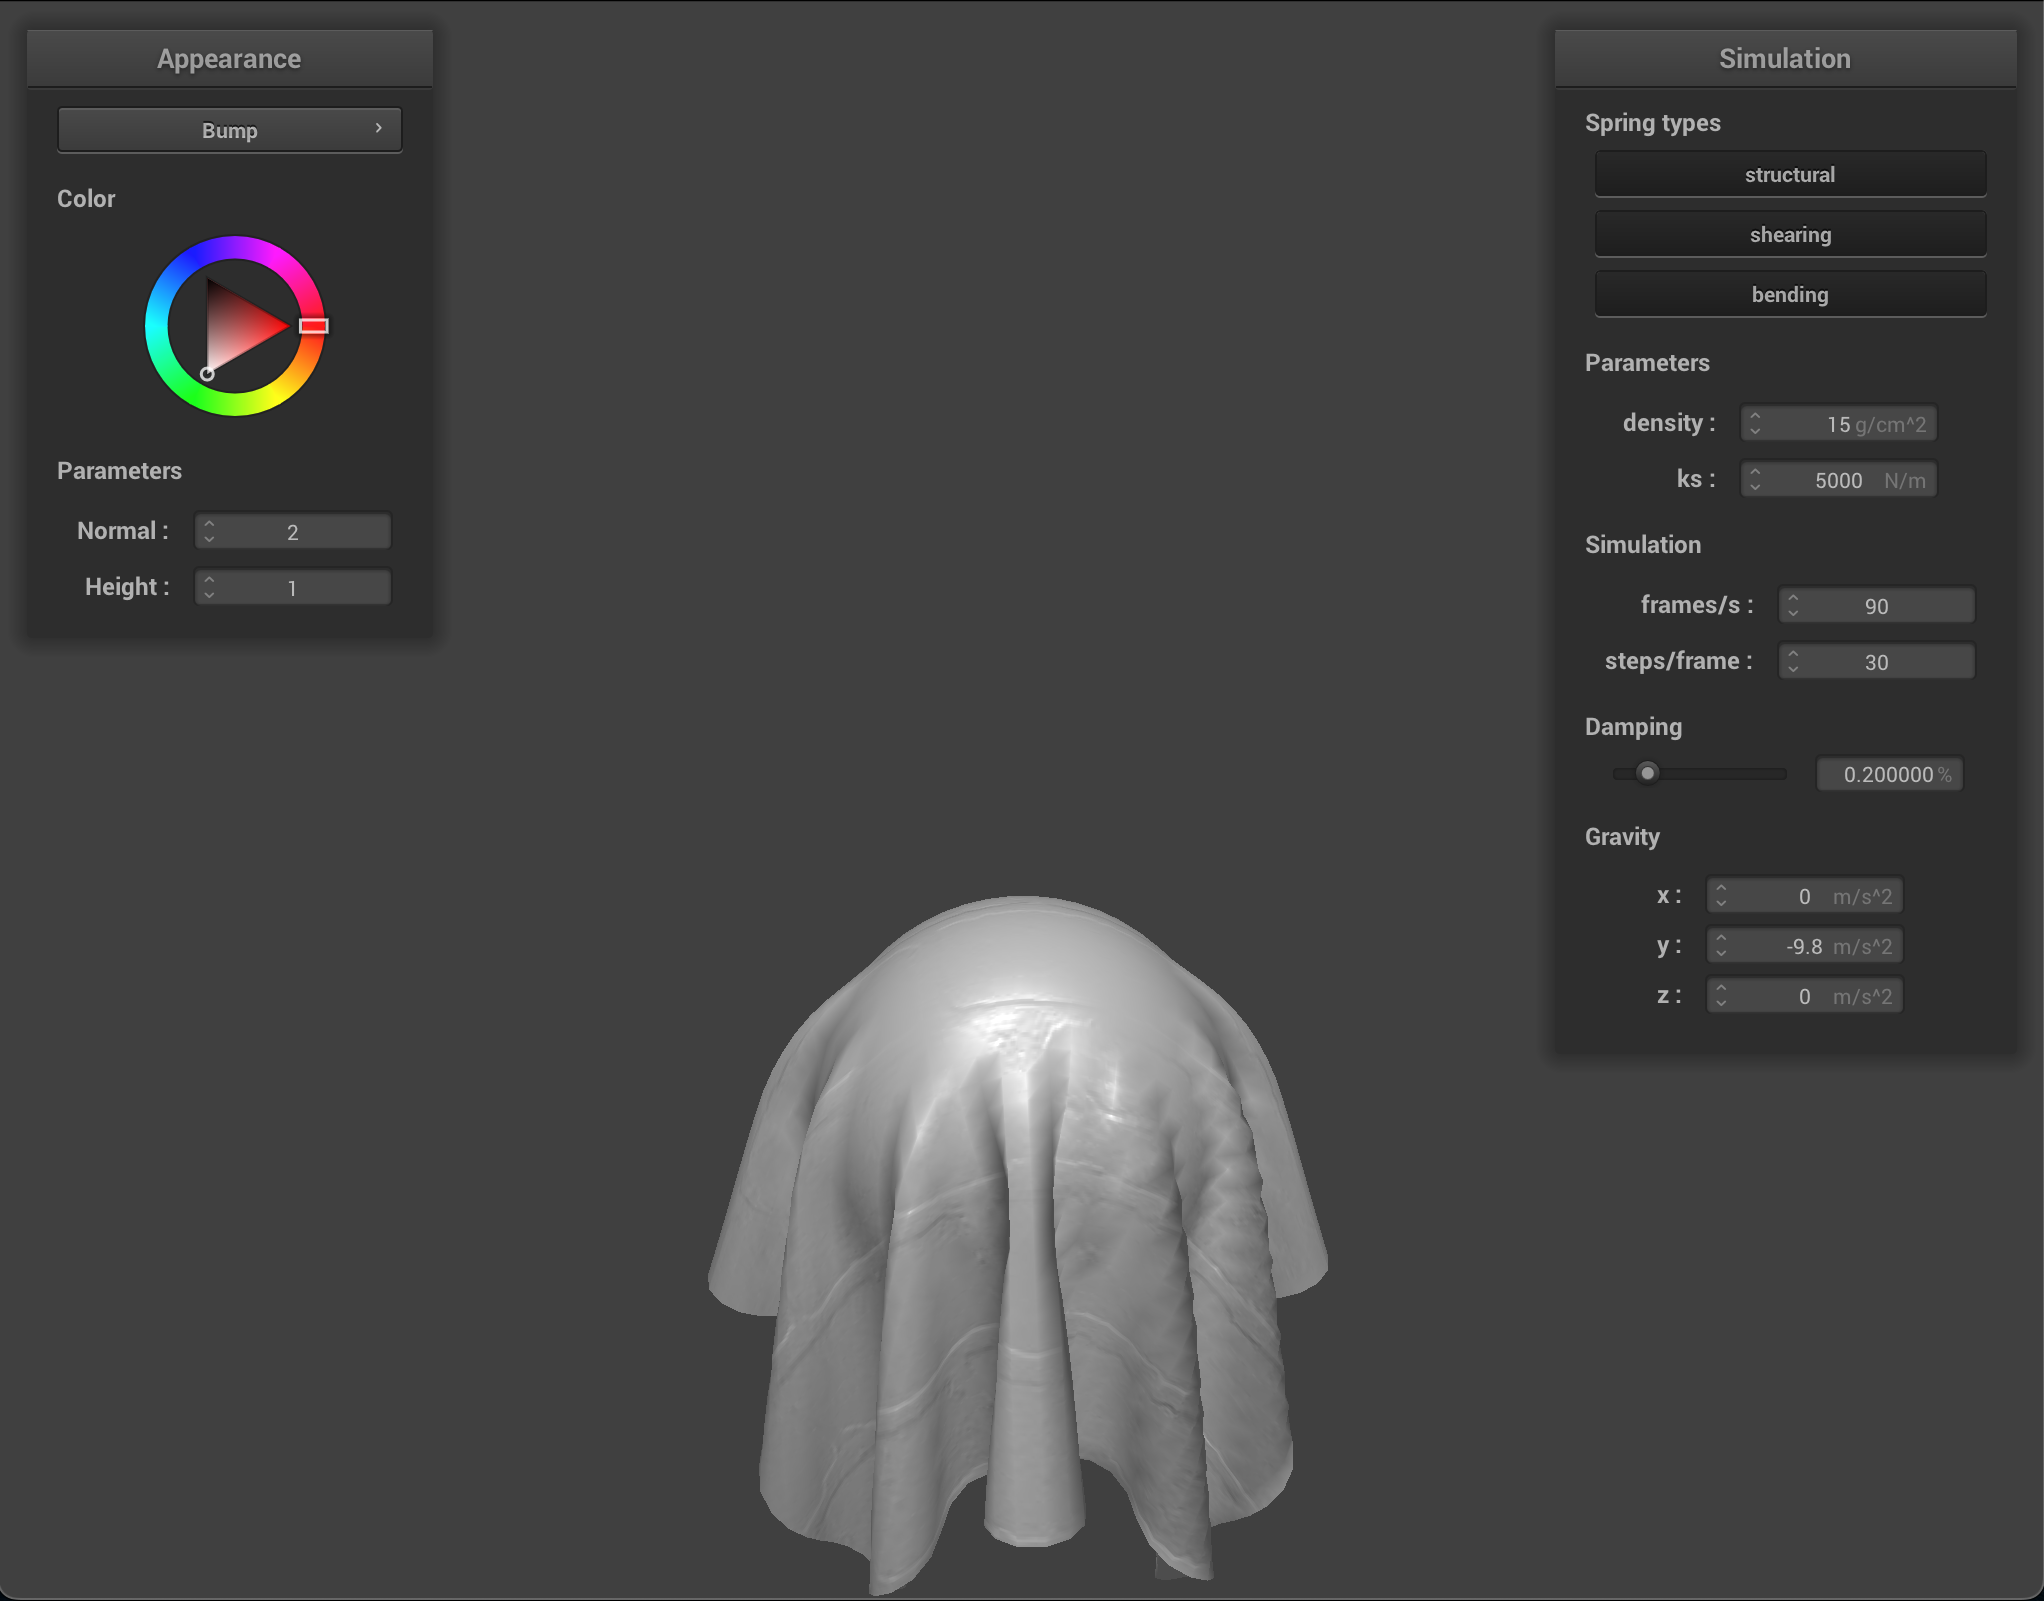 Appearance
Bump
Color
Parameters
Normal : 2
Height : 1
Simulation
Spring types
structural
shearing
bending
Parameters
density : 15 g/cm^2
ks : 5000 N/m
Simulation
frames/s : 90
steps/frame : 30
Damping
0.200000 %
Gravity
x : 0 m/s^2
y : -9.8 m/s^2
z : 0 m/s^2